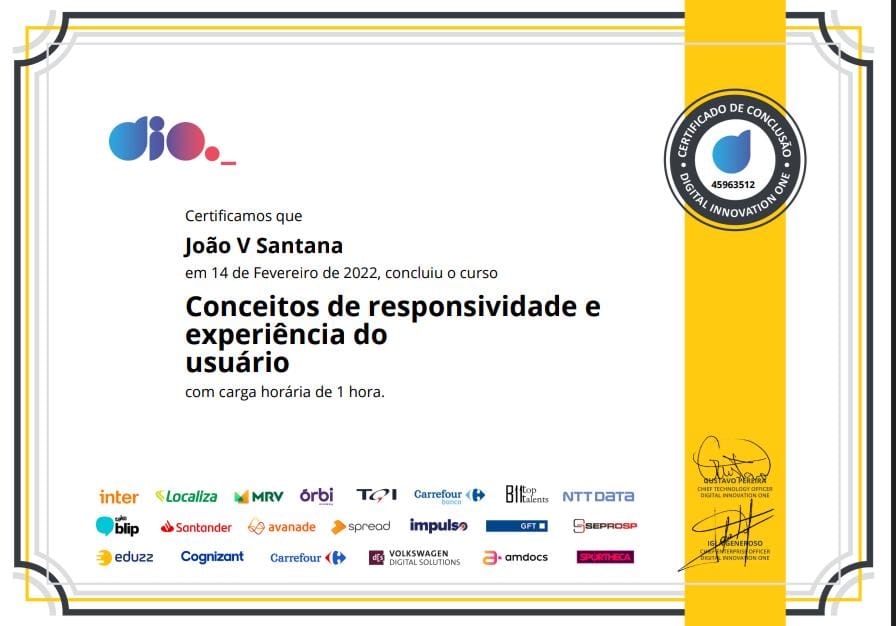 dio._
CERTIFICADO DE CONCLUSÃO
45963512
DIGITAL INNOVATION ONE
Certificamos que
João V Santana
em 14 de Fevereiro de 2022, concluiu o curso
Conceitos de responsividade e
experiência do
usuário
com carga horária de 1 hora.
inter Localiza MRV órbi TQI Carrefour banco top talents NTT DATA
take blip Santander avanade spread impulso GFT SEPROSP
eduzz Cognizant Carrefour d:s VOLKSWAGEN DIGITAL SOLUTIONS amdocs SPORTHECA
GUSTAVO PEREIRA
CHIEF TECHNOLOGY OFFICER
DIGITAL INNOVATION ONE
GENEROSO
CHIEF ENTERPRISE OFFICER
DIGITAL INNOVATION ONE